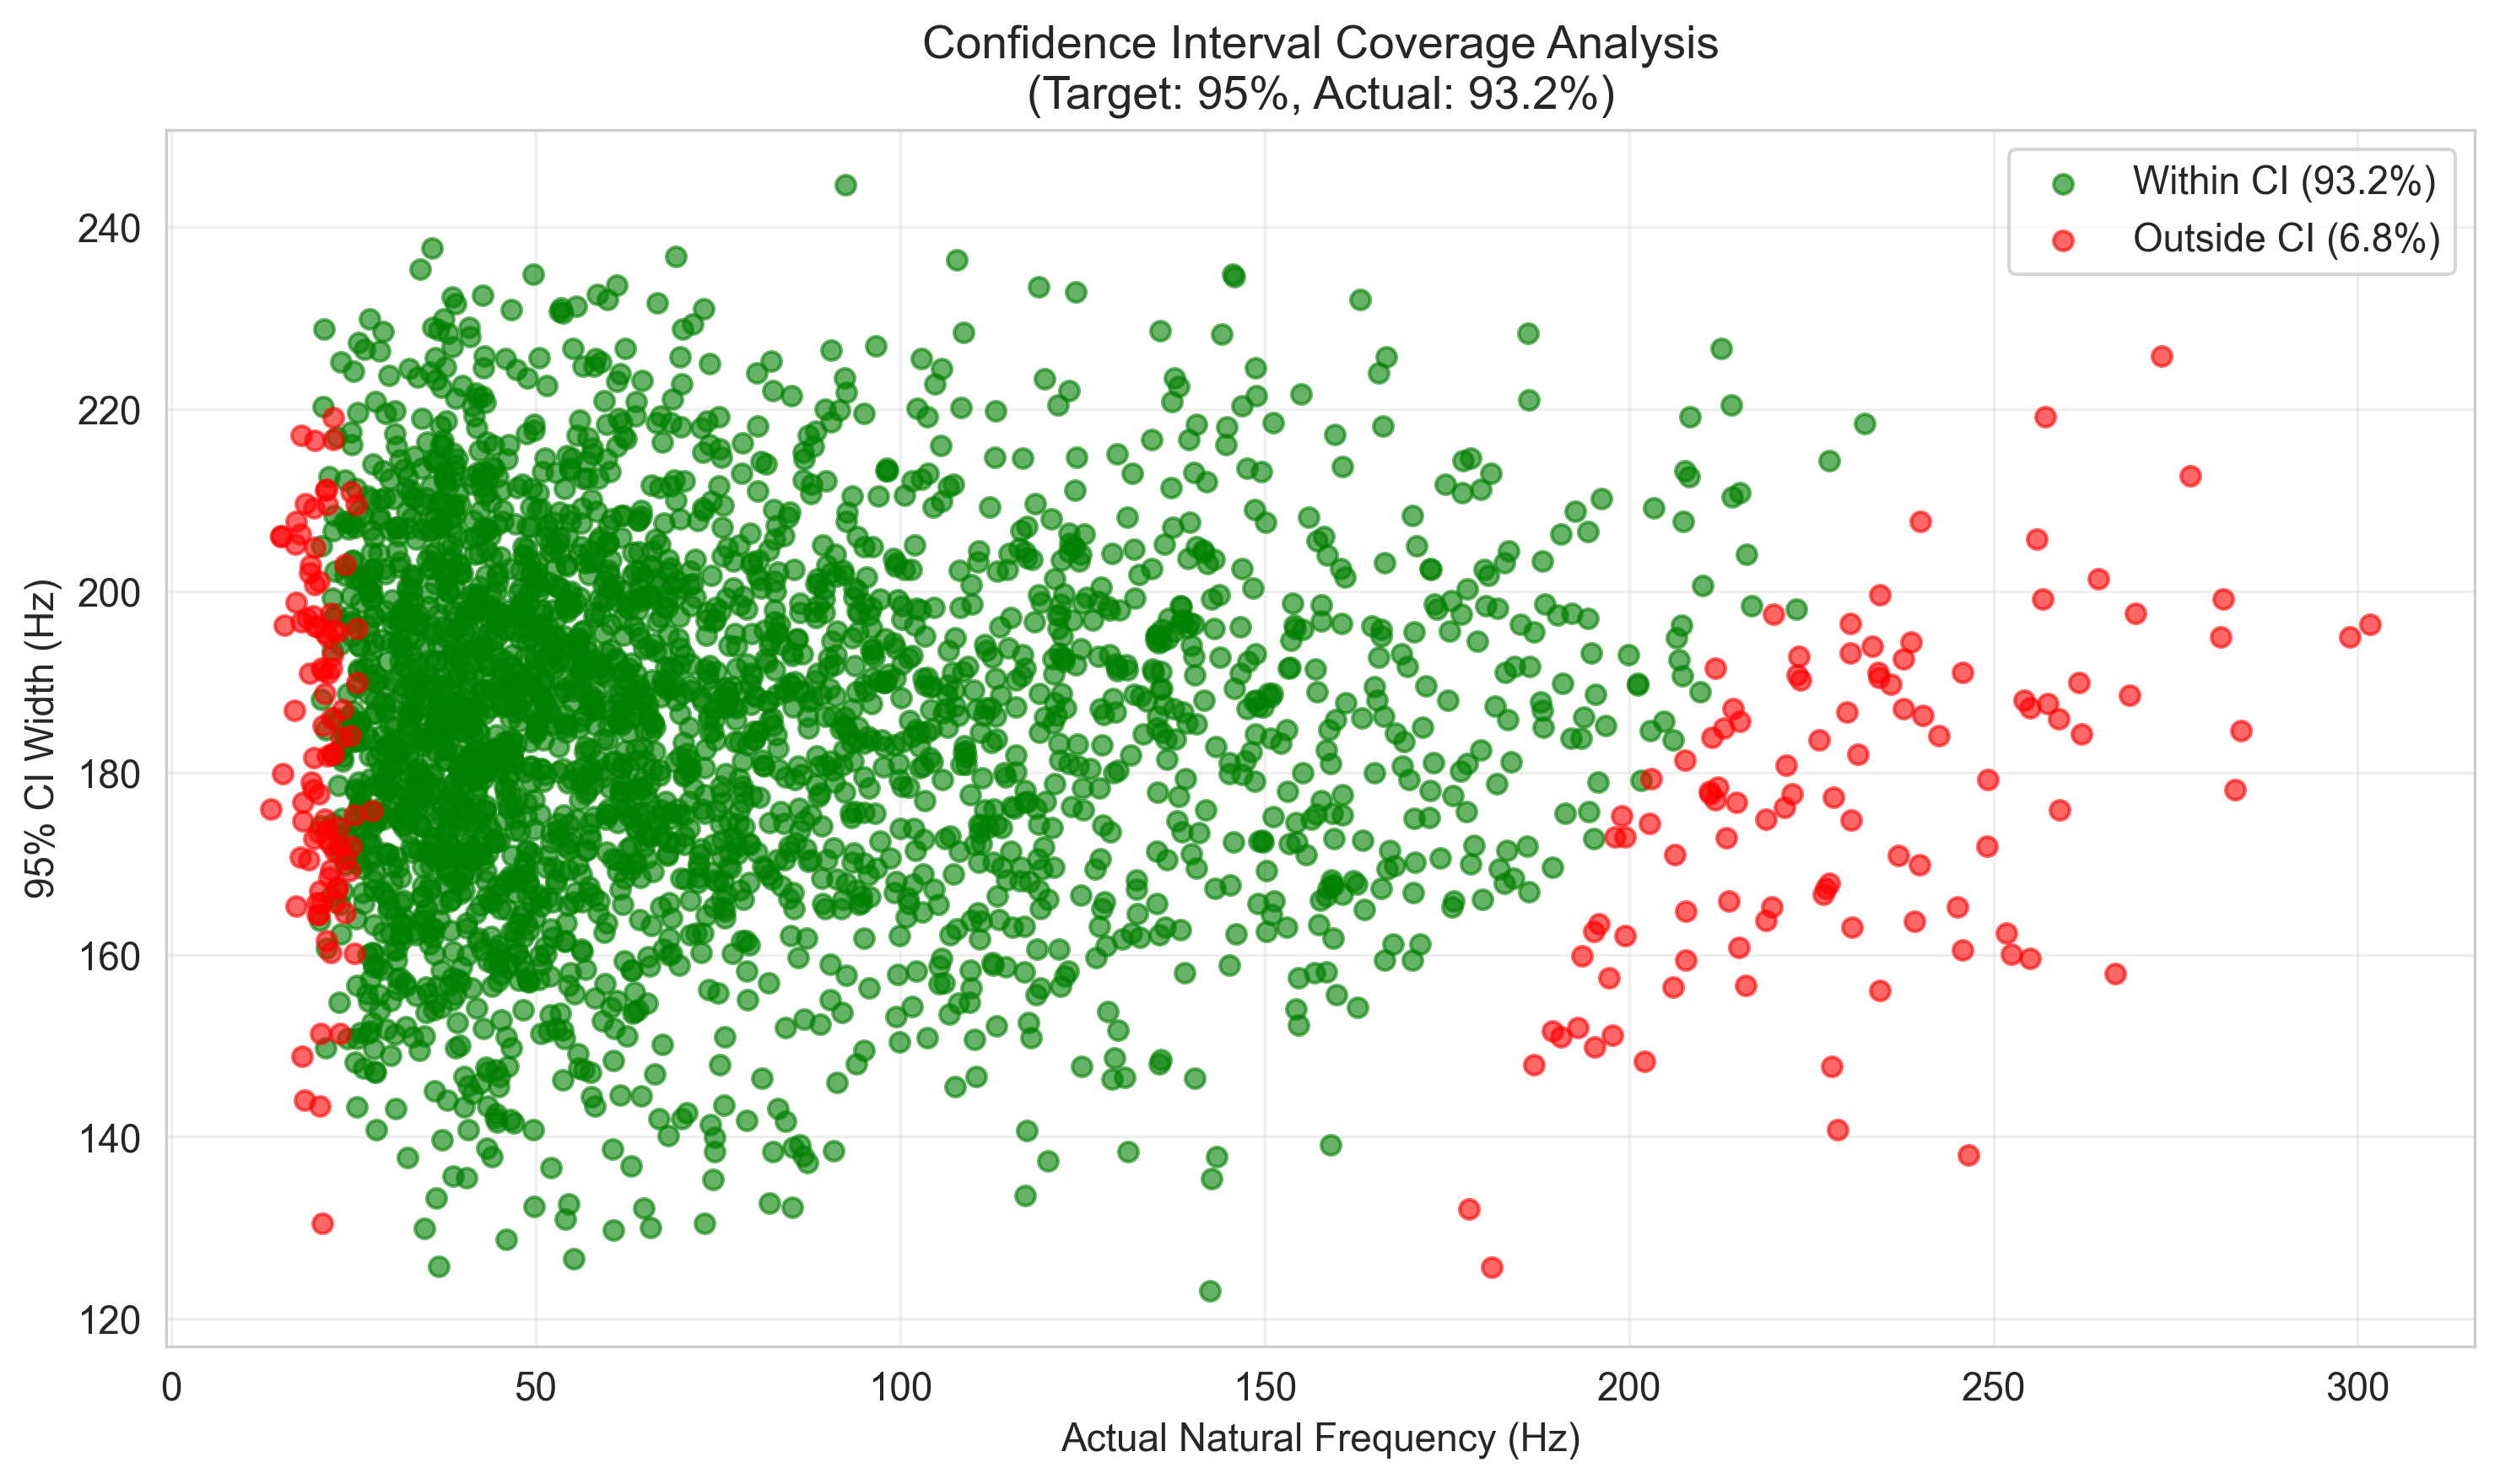 Confidence Interval Coverage Analysis
(Target: 95%, Actual: 93.2%)
Within CI (93.2%)
Outside CI (6.8%)
95% CI Width (Hz)
240
220
200
180
160
140
120
0
50
100
150
200
250
300
Actual Natural Frequency (Hz)